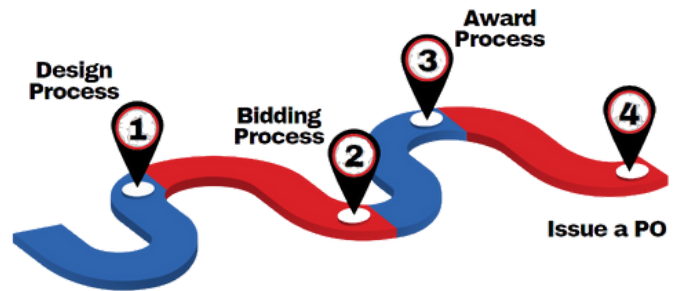 Design
Process
1
Bidding
Process
2
Award
Process
3
4
Issue a PO